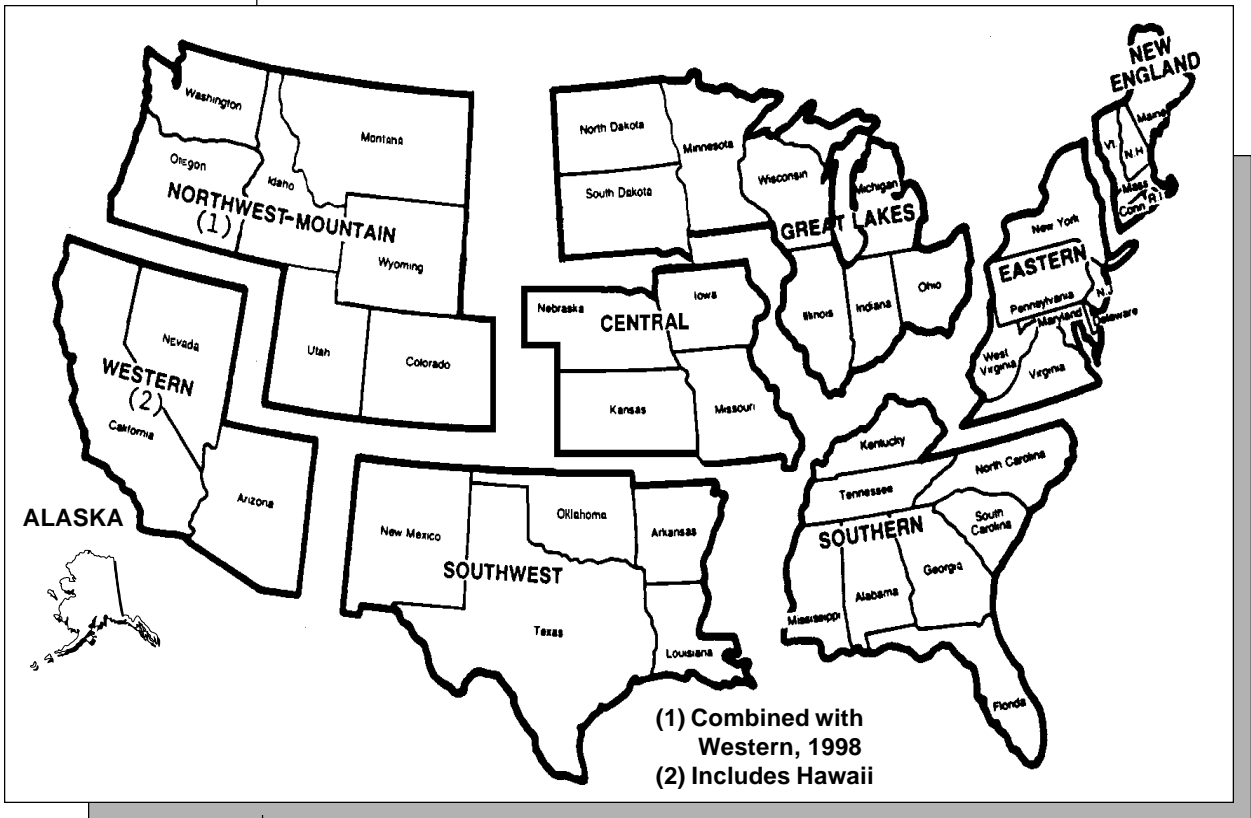 NEW
ENGLAND
Maine
Vt.
N.H
Mass
Conn R.I
Washington
Montana
Oregon
Idaho
NORTHWEST-MOUNTAIN
(1)
Wyoming
Utah
Colorado
North Dakota
South Dakota
Minnesota
Wisconsin
Michigan
GREAT LAKES
Illinois
Indiana
Ohio
New York
EASTERN
Pennsylvania
N.J
Maryland
Delaware
West
Virginia
Virginia
Nevada
WESTERN
(2)
California
Arizona
Nebraska
Iowa
CENTRAL
Kansas
Missouri
Kentucky
Tennessee
North Carolina
South
Carolina
SOUTHERN
Georgia
Alabama
Mississippi
Florida
ALASKA
New Mexico
Oklahoma
Arkansas
SOUTHWEST
Texas
Louisiana
(1) Combined with
Western, 1998
(2) Includes Hawaii